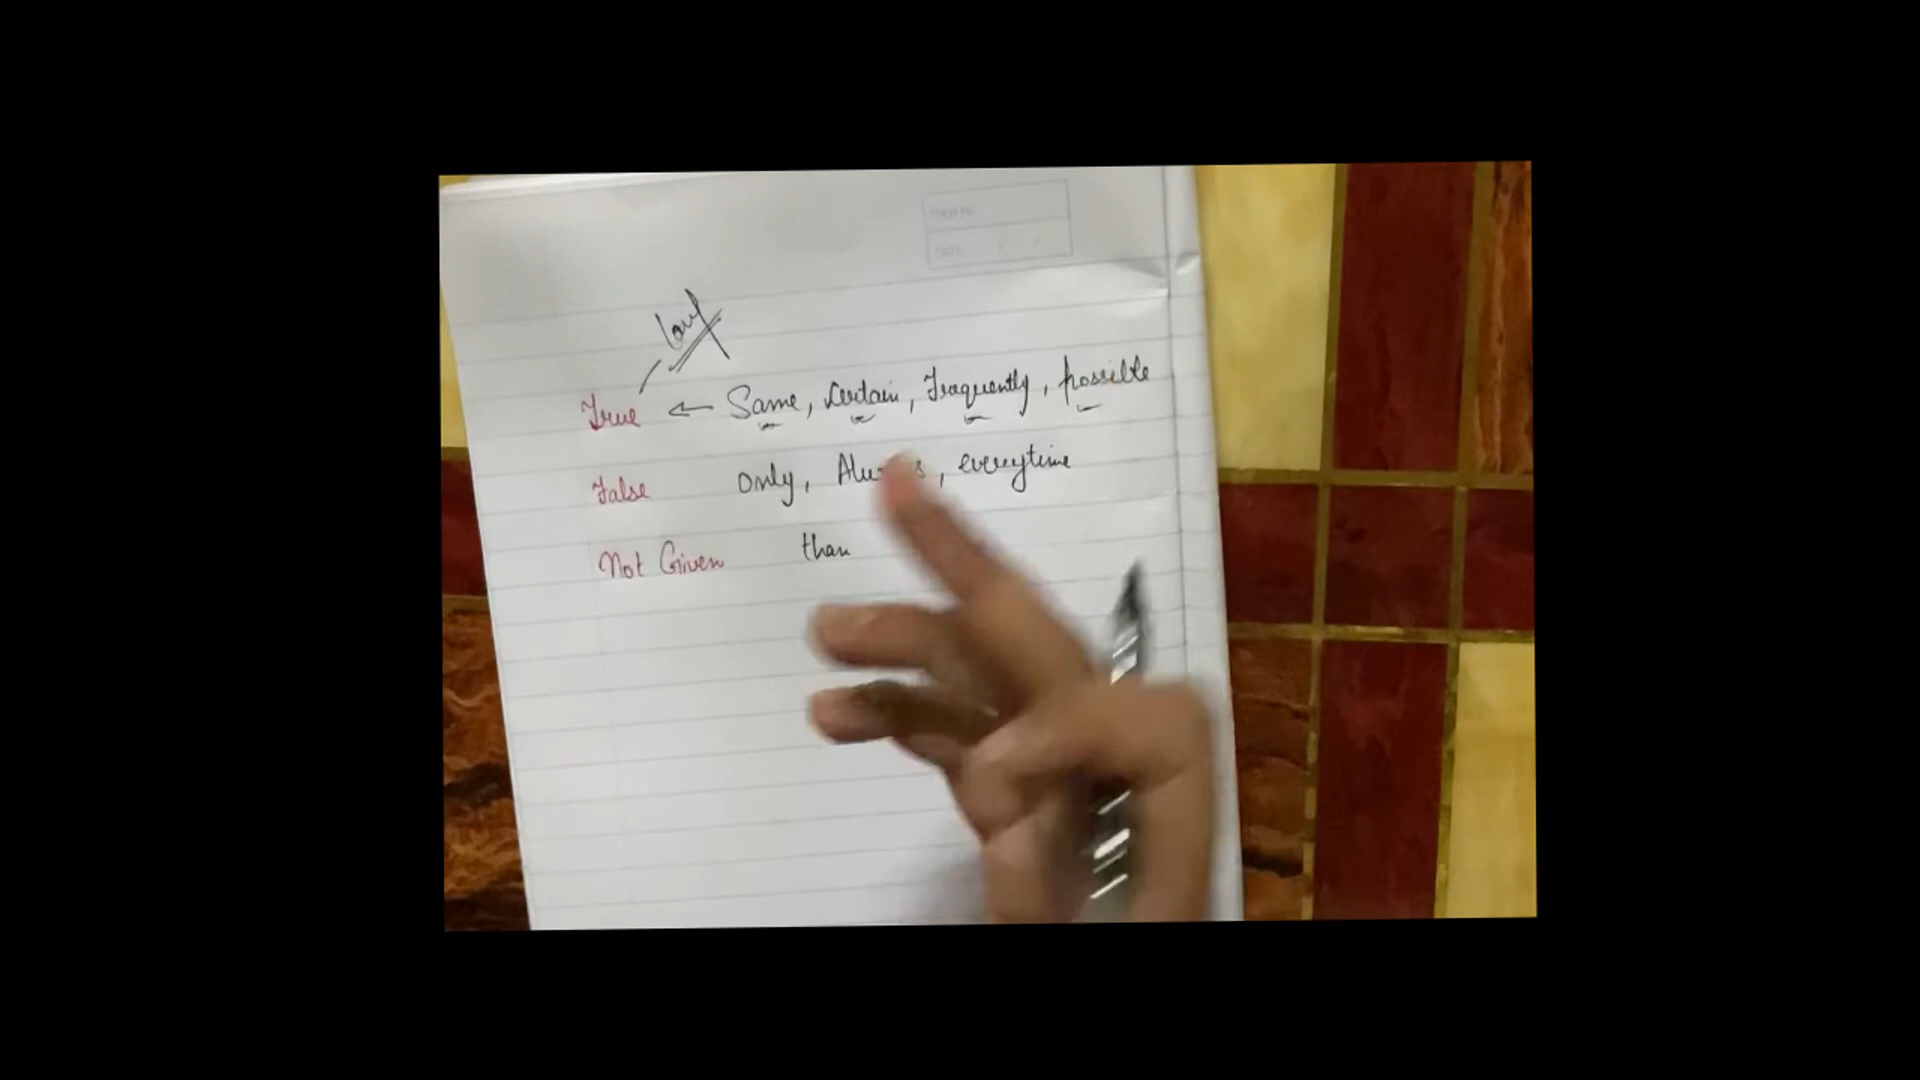 True ← Same, Certain, Frequently, possible
False only, everytime
Not Given than